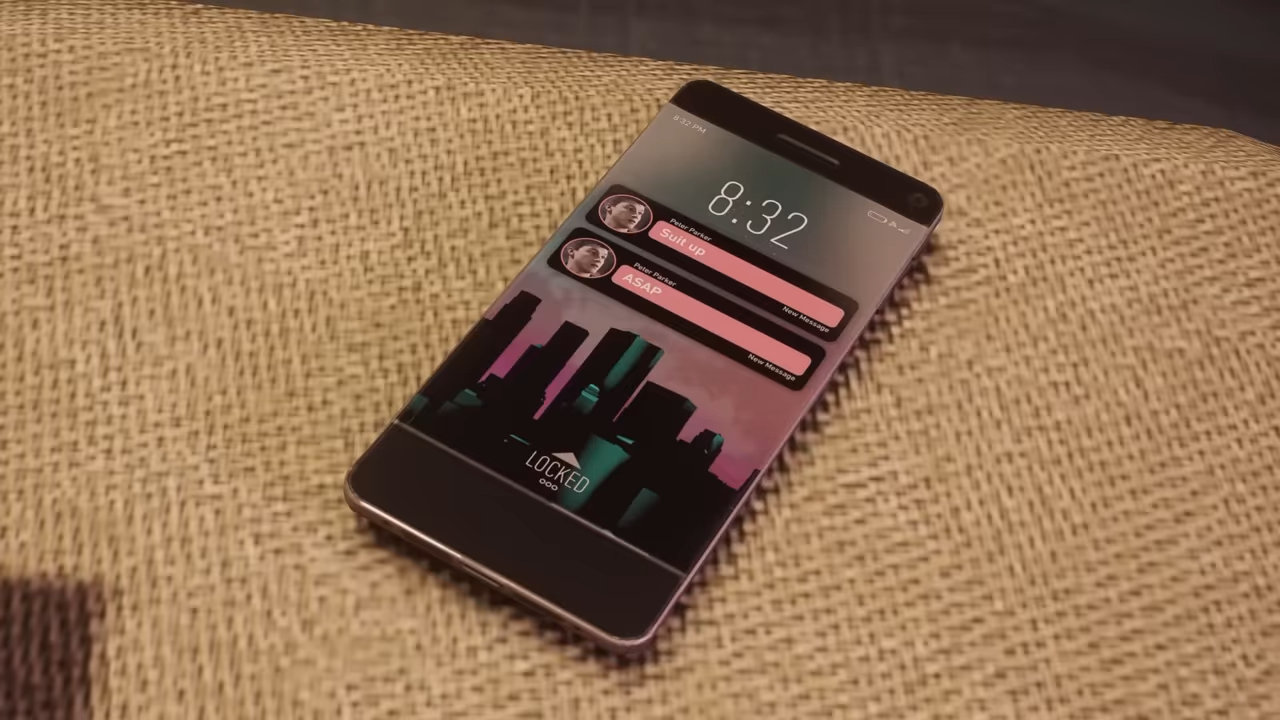 8:32 PM
8:32
Peter Parker
Suit up
New Message
Peter Parker
ASAP
New Message
LOCKED